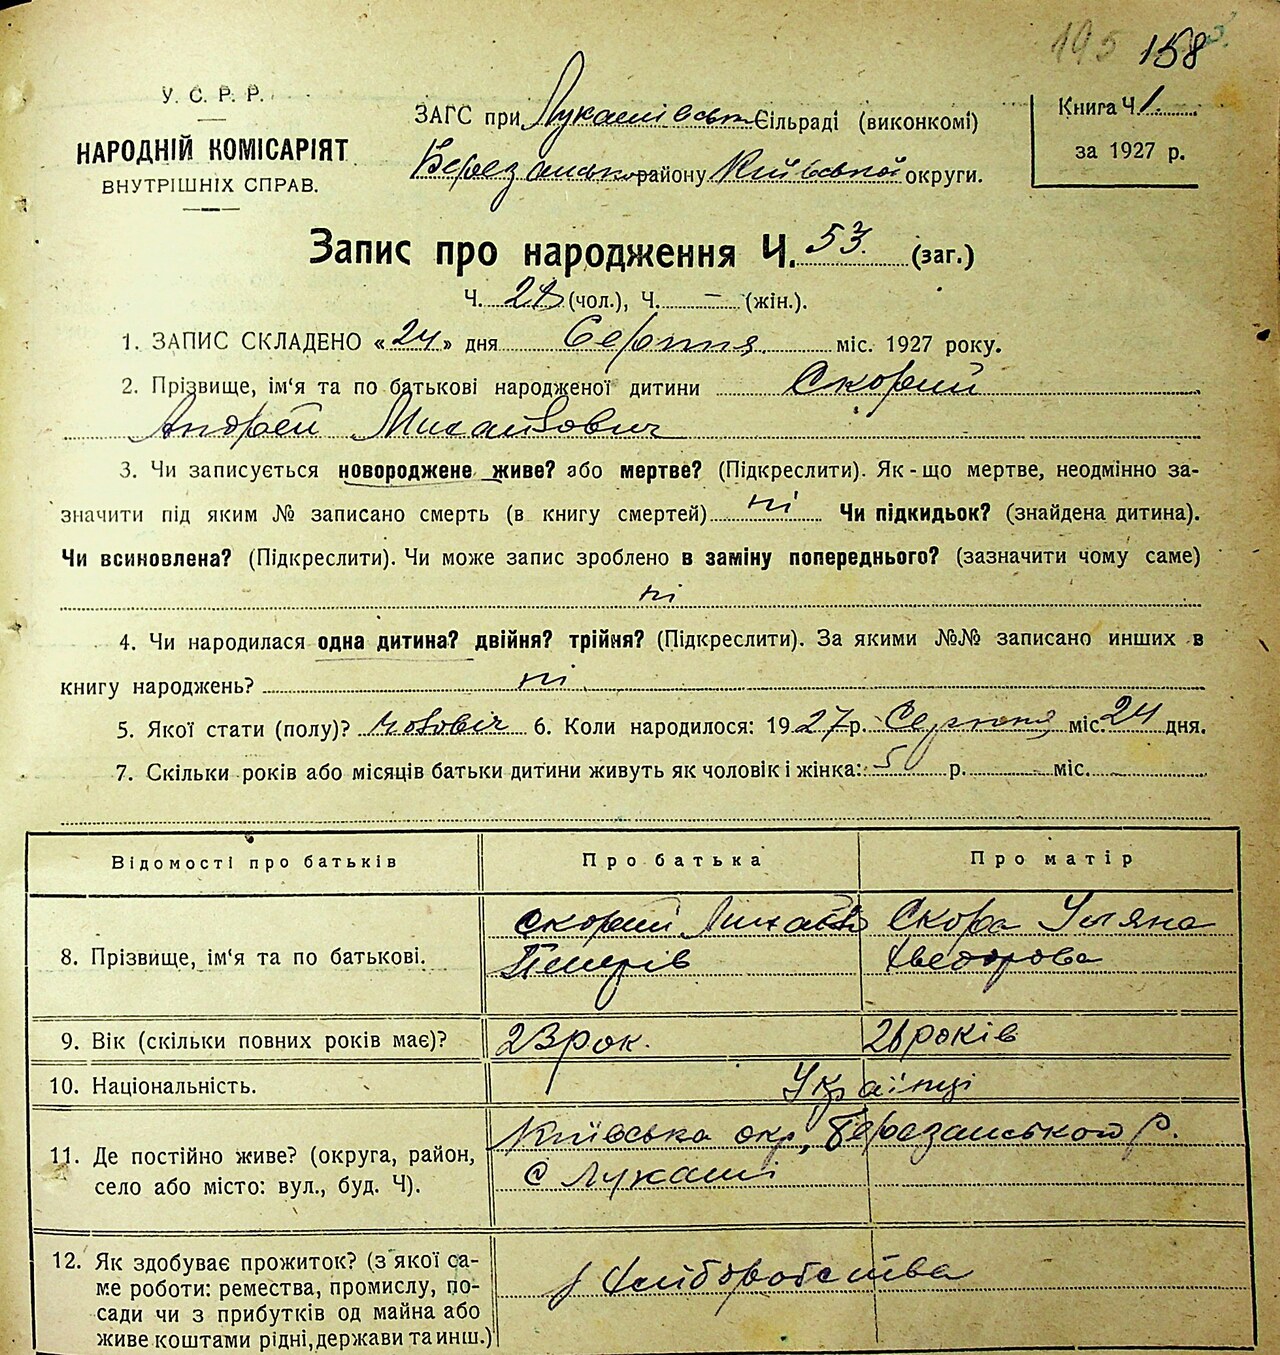 195 158
У. С. Р. Р.
НАРОДНІЙ КОМІСАРІЯТ
ВНУТРІШНІХ СПРАВ.
ЗАГС при Лукашівськ Сільраді (виконкомі)
Березансько району Київської округи.
Книга Ч. 1
за 1927 р.
Запис про народження Ч. 53. (заг.)
Ч. 28 (чол.), Ч. — (жін.).
1. ЗАПИС СКЛАДЕНО «24» дня Серпня міс. 1927 року.
2. Прізвище, ім'я та по батькові народженої дитини Скорий
Андрей Михайлович
3. Чи записується новороджене живе? або мертве? (Підкреслити). Як-що мертве, неодмінно за-
значити під яким № записано смерть (в книгу смертей) ні Чи підкидьок? (знайдена дитина).
Чи всиновлена? (Підкреслити). Чи може запис зроблено в заміну попереднього? (зазначити чому саме)
ні
4. Чи народилася одна дитина? двійня? трійня? (Підкреслити). За якими №№ записано инших в
книгу народжень? ні
5. Якої стати (полу)? чоловіч 6. Коли народилося: 1927 р. Серпня міс. 24 дня.
7. Скільки років або місяців батьки дитини живуть як чоловік і жінка: 5 р. міс.
Відомості про батьків Про батька Про матір
8. Прізвище, ім'я та по батькові.
Скорий Михайло
Петрів
Скора Уляна
Хведорова
9. Вік (скільки повних років має)? 23 рок. 26 років
10. Національність. Українці
11. Де постійно живе? (округа, район,
село або місто: вул., буд. Ч).
Київська окр, Березанського р.
с Лукаші
12. Як здобуває прожиток? (з якої са-
ме роботи: ремества, промислу, по-
сади чи з прибутків од майна або
живе коштами рідні, держави та инш.)
з хліборобства